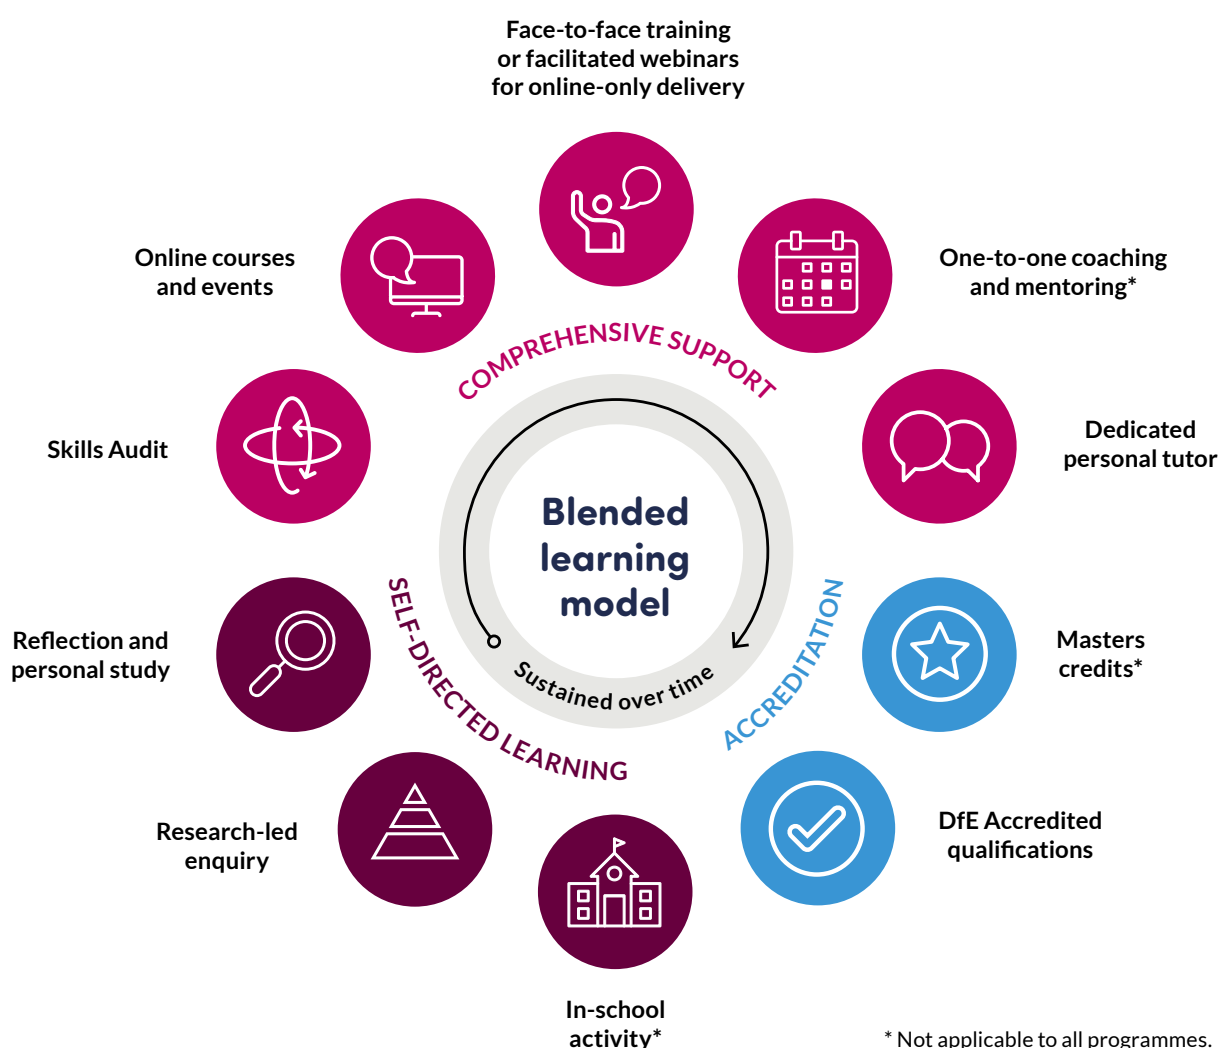 Face-to-face training
or facilitated webinars
for online-only delivery
Online courses
and events
One-to-one coaching
and mentoring*
COMPREHENSIVE SUPPORT
Skills Audit
Dedicated
personal tutor
Blended
learning
model
Sustained over time
SELF-DIRECTED LEARNING
ACCREDITATION
Reflection and
personal study
Masters
credits*
Research-led
enquiry
DfE Accredited
qualifications
In-school
activity*
* Not applicable to all programmes.